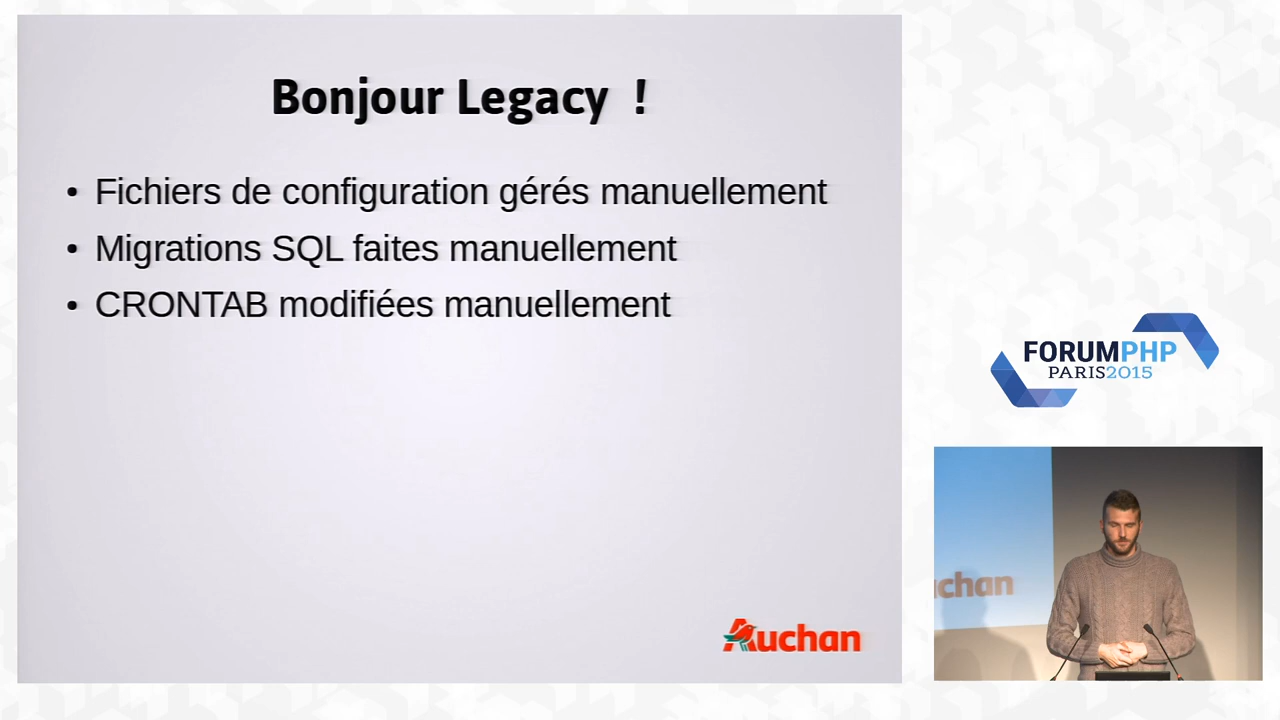 Bonjour Legacy !
• Fichiers de configuration gérés manuellement
• Migrations SQL faites manuellement
• CRONTAB modifiées manuellement
Auchan
FORUMPHP
PARIS2015
uchan